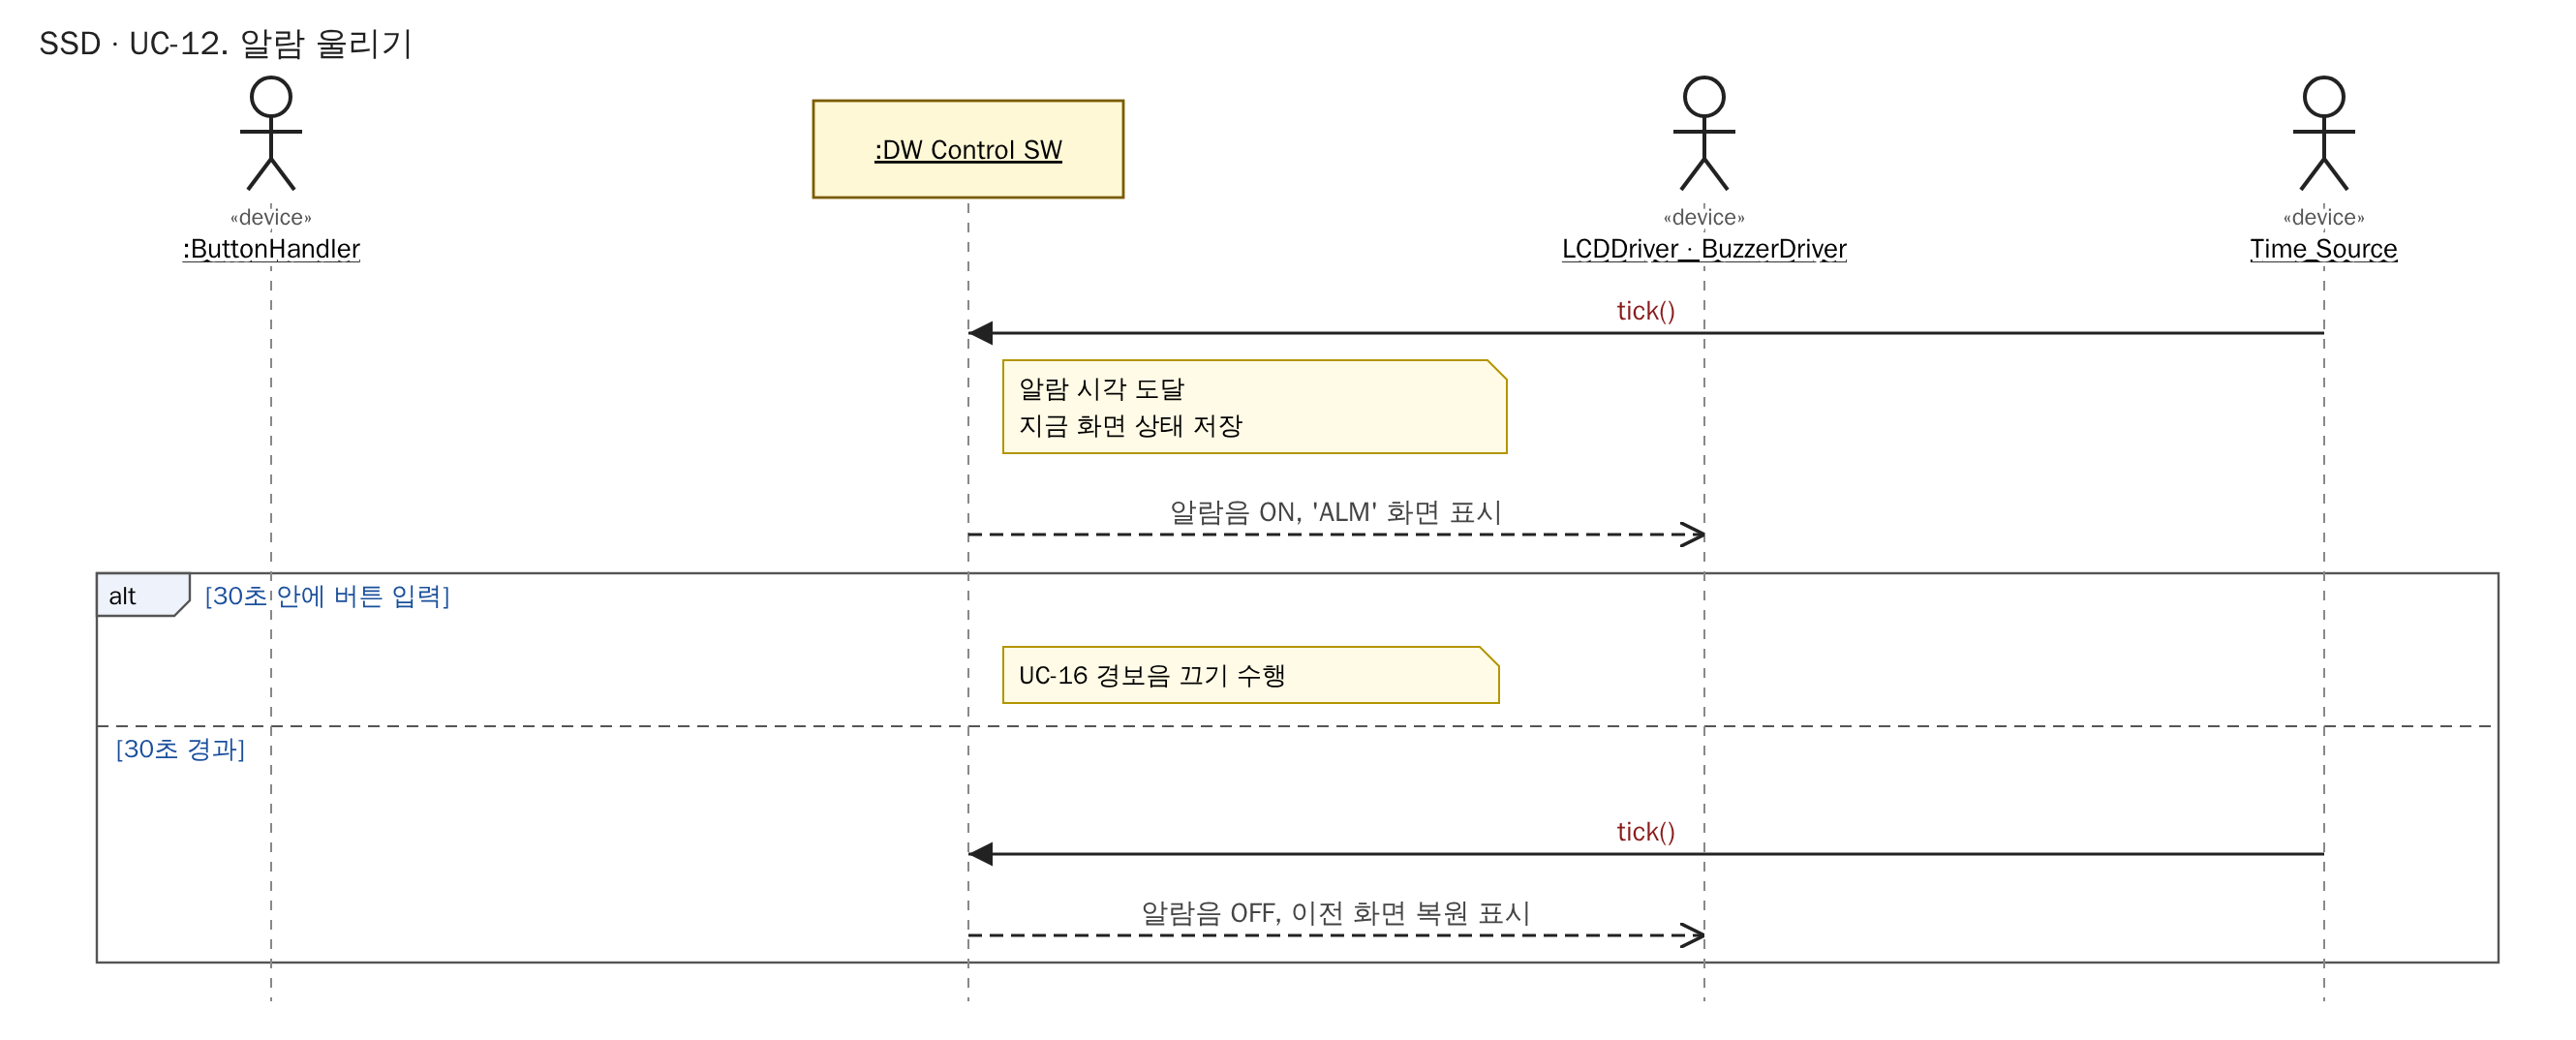 SSD · UC-12. 알람 울리기
«device»
:ButtonHandler
:DW Control SW
«device»
LCDDriver · BuzzerDriver
«device»
Time Source
tick()
알람 시각 도달
지금 화면 상태 저장
알람음 ON, 'ALM' 화면 표시
alt
[30초 안에 버튼 입력]
UC-16 경보음 끄기 수행
[30초 경과]
tick()
알람음 OFF, 이전 화면 복원 표시